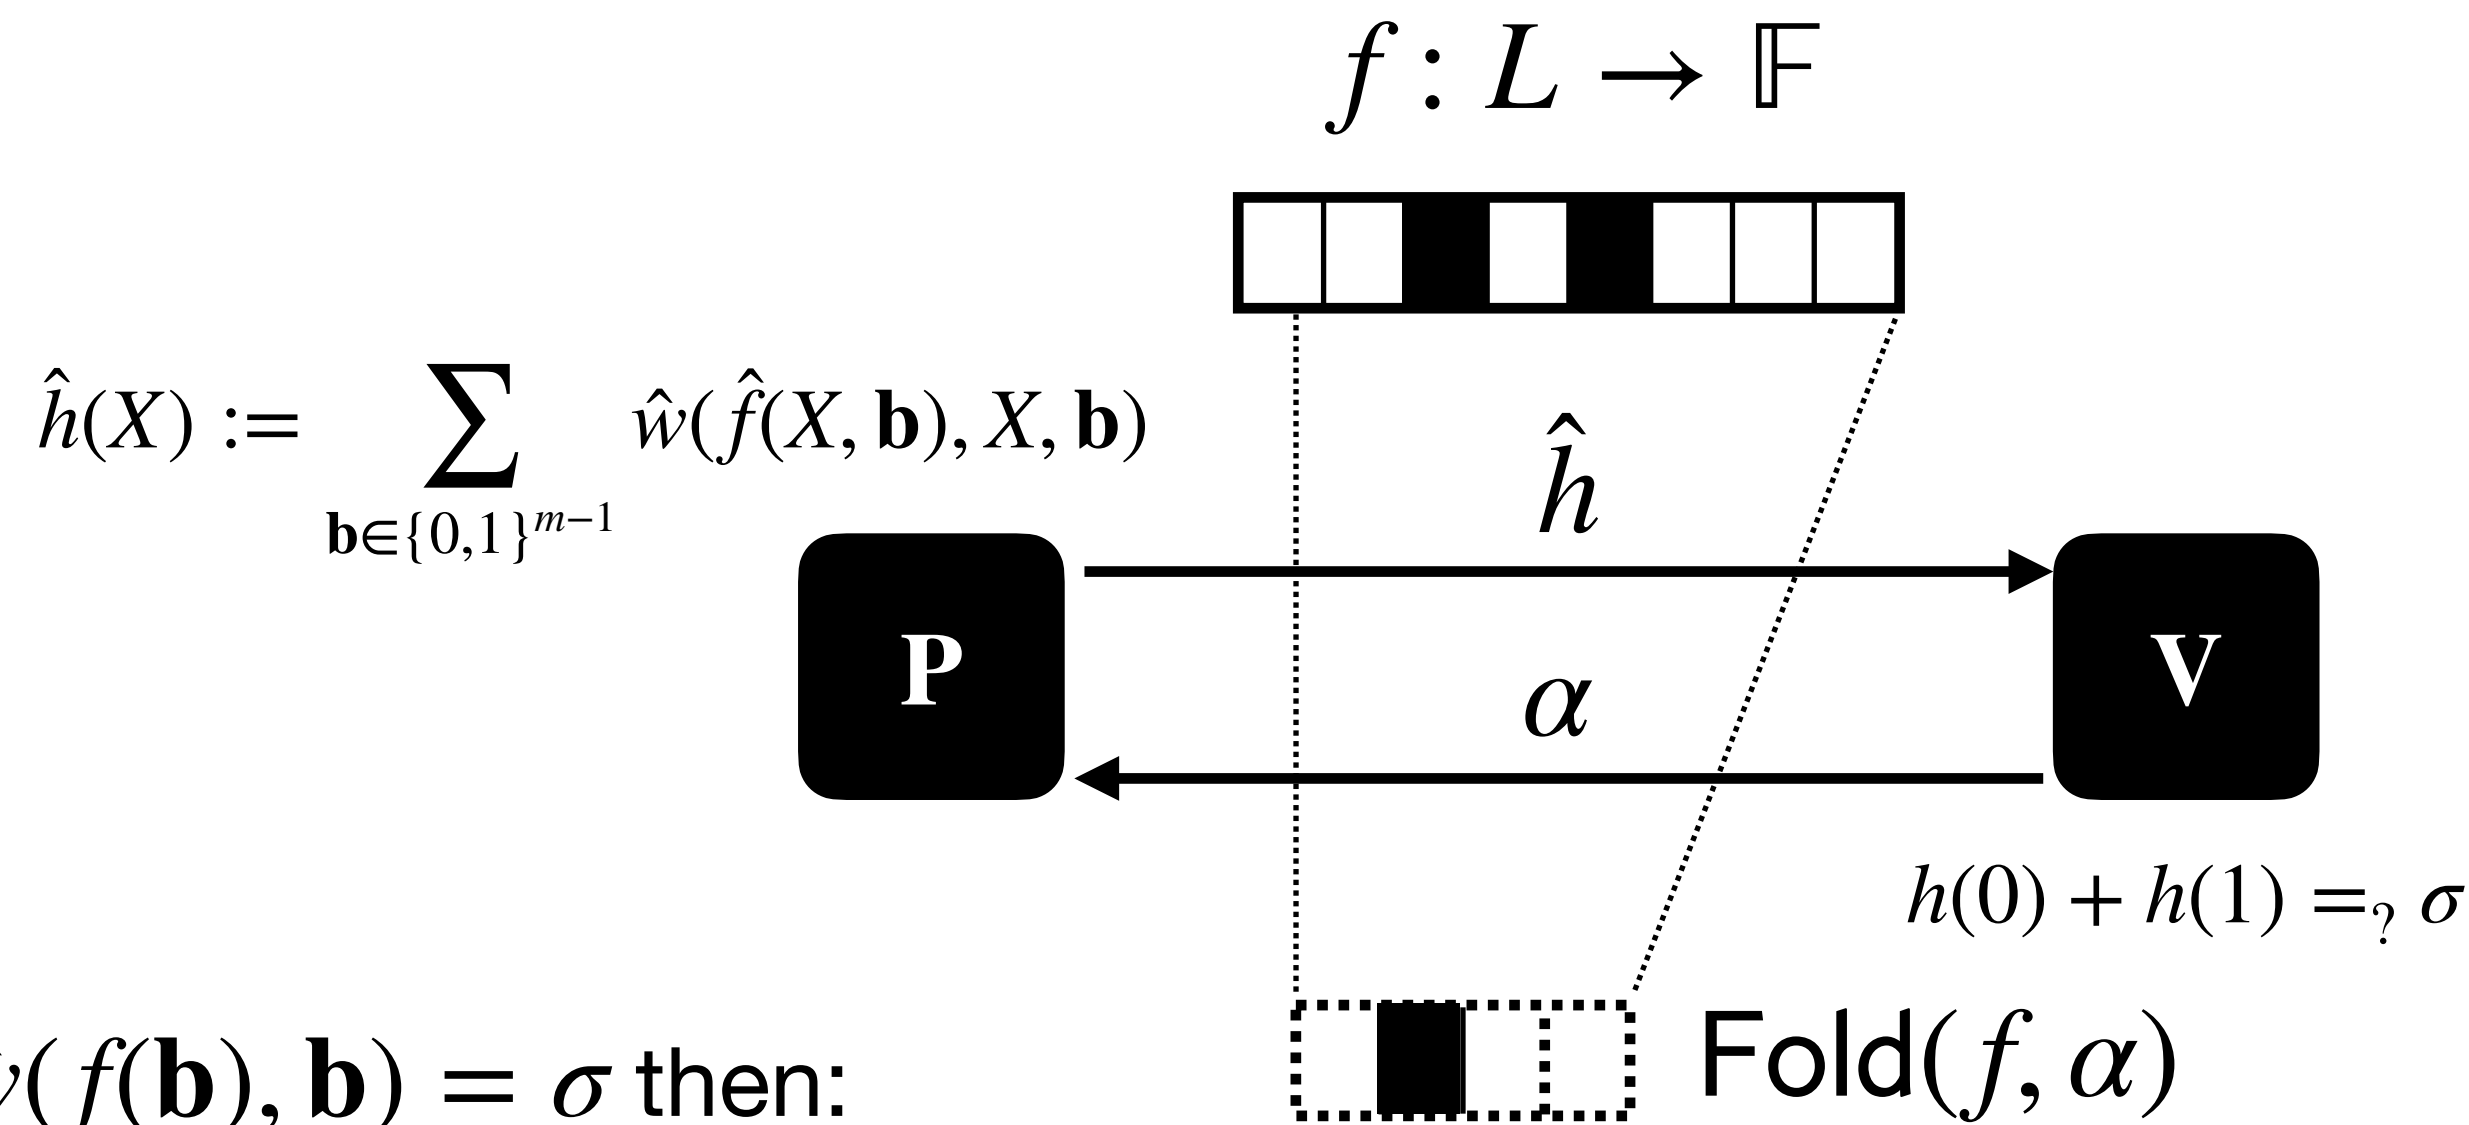 f : L → 𝔽
ĥ(X) := ∑ ŵ(f̂(X, b), X, b)
b∈{0,1}^{m−1}
ĥ
P
V
α
h(0) + h(1) =_? σ
(f(b), b) = σ then:
Fold(f, α)